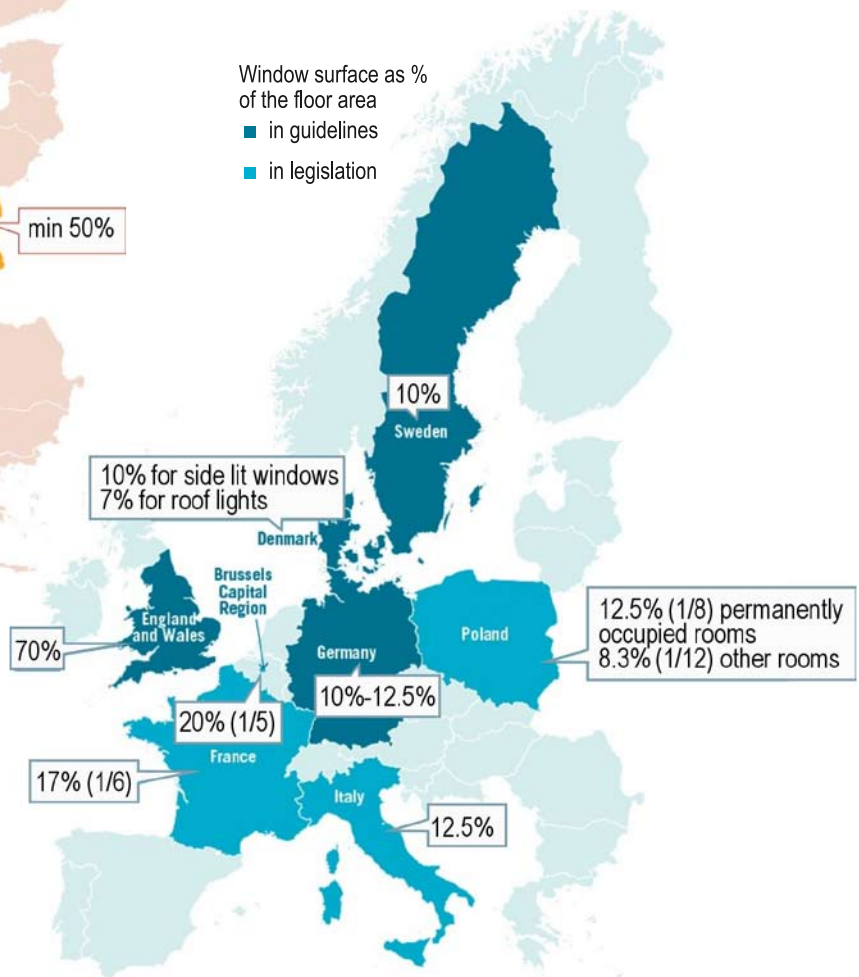 Window surface as %
of the floor area
in guidelines
in legislation
min 50%
10%
Sweden
10% for side lit windows
7% for roof lights
Denmark
Brussels
Capital
Region
England
and Wales
70%
Germany
10%-12.5%
Poland
12.5% (1/8) permanently
occupied rooms
8.3% (1/12) other rooms
20% (1/5)
France
17% (1/6)
Italy
12.5%